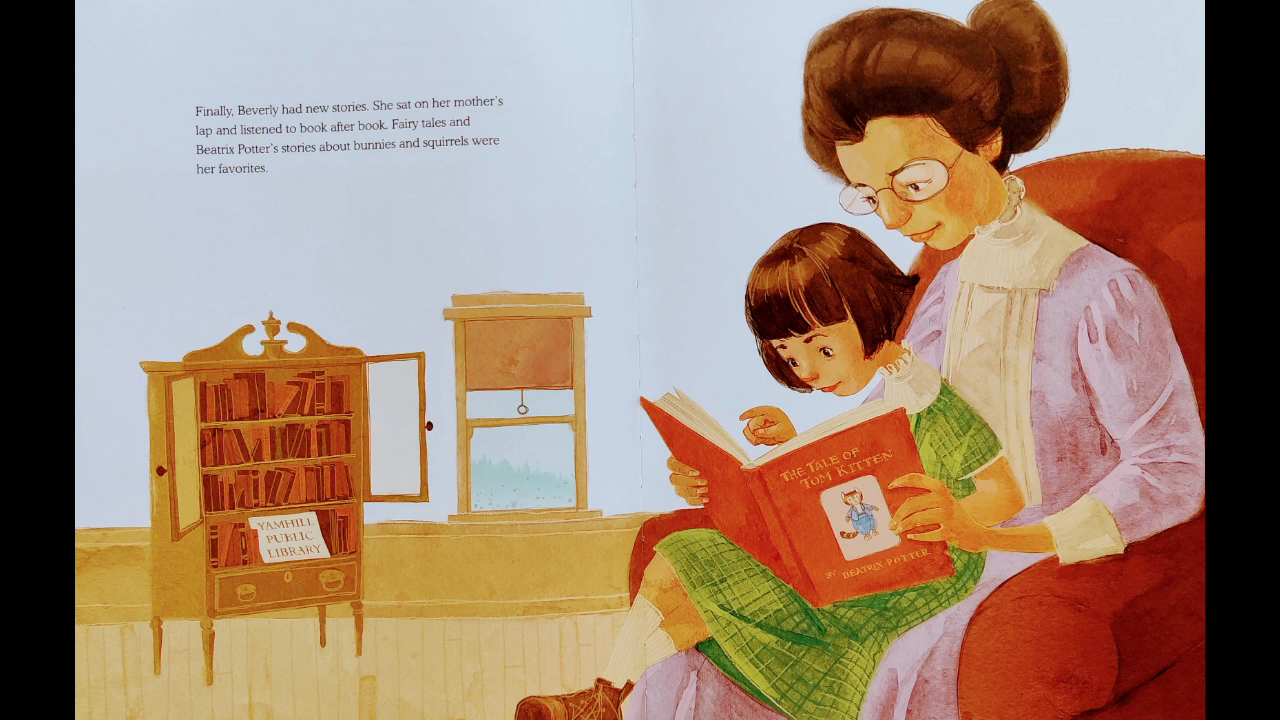 Finally, Beverly had new stories. She sat on her mother's
lap and listened to book after book. Fairy tales and
Beatrix Potter's stories about bunnies and squirrels were
her favorites.
YAMHILL
PUBLIC
LIBRARY
THE TALE OF
TOM KITTEN
BY BEATRIX POTTER